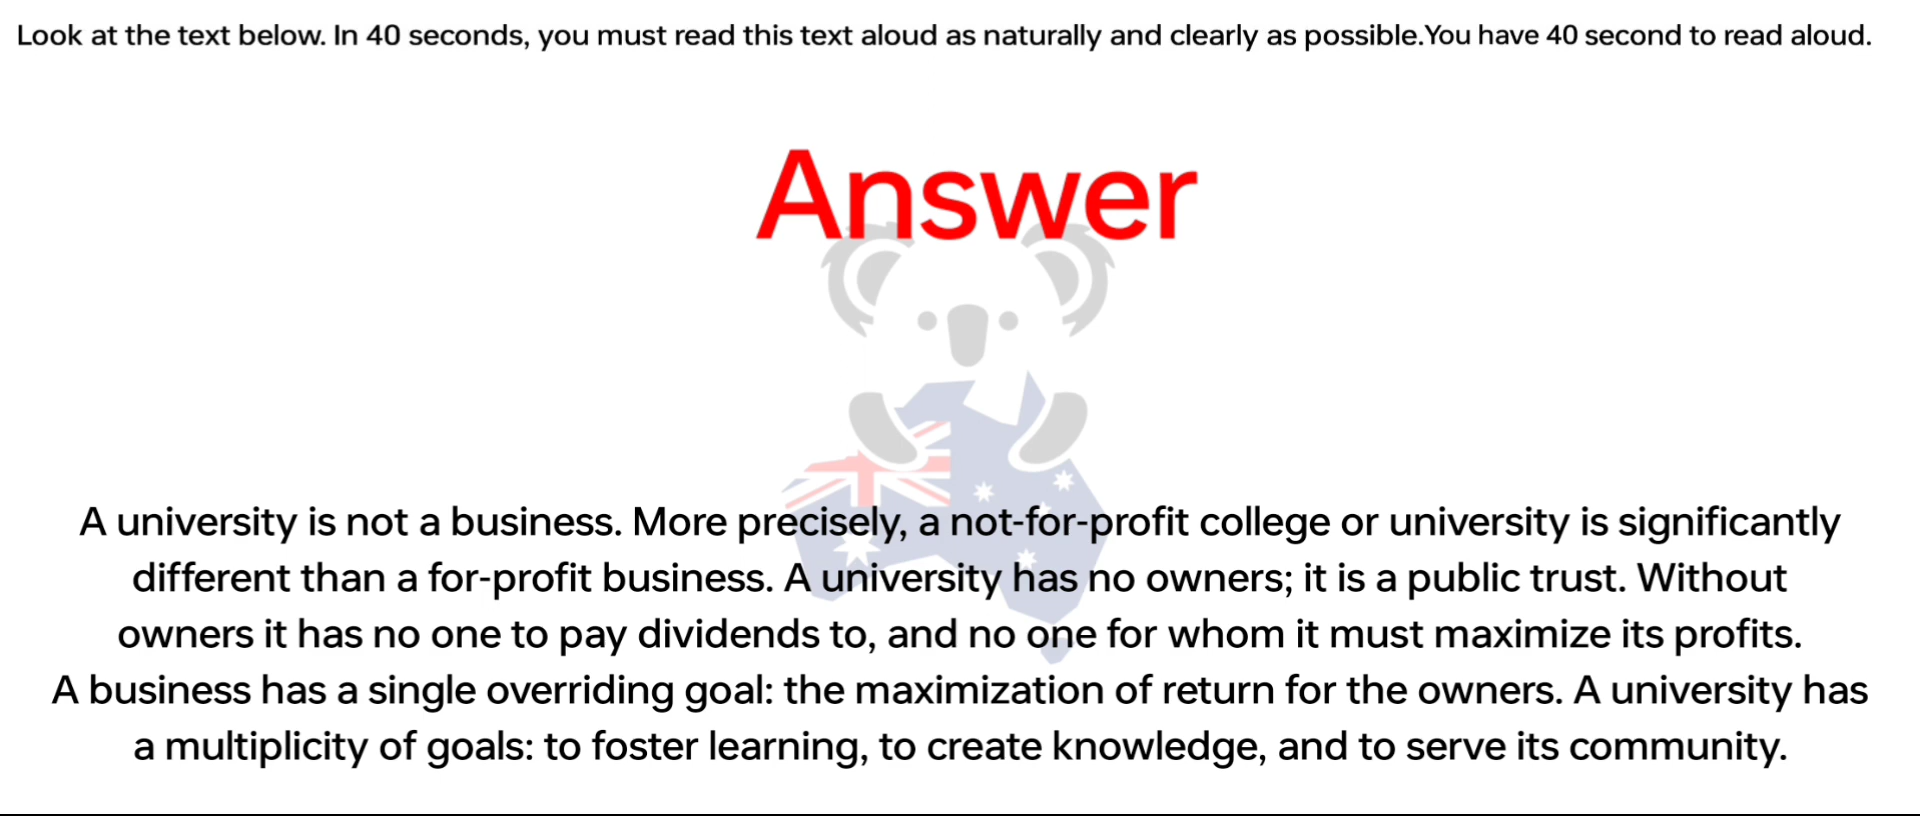 Look at the text below. In 40 seconds, you must read this text aloud as naturally and clearly as possible.You have 40 second to read aloud.
Answer
A university is not a business. More precisely, a not-for-profit college or university is significantly
different than a for-profit business. A university has no owners; it is a public trust. Without
owners it has no one to pay dividends to, and no one for whom it must maximize its profits.
A business has a single overriding goal: the maximization of return for the owners. A university has
a multiplicity of goals: to foster learning, to create knowledge, and to serve its community.